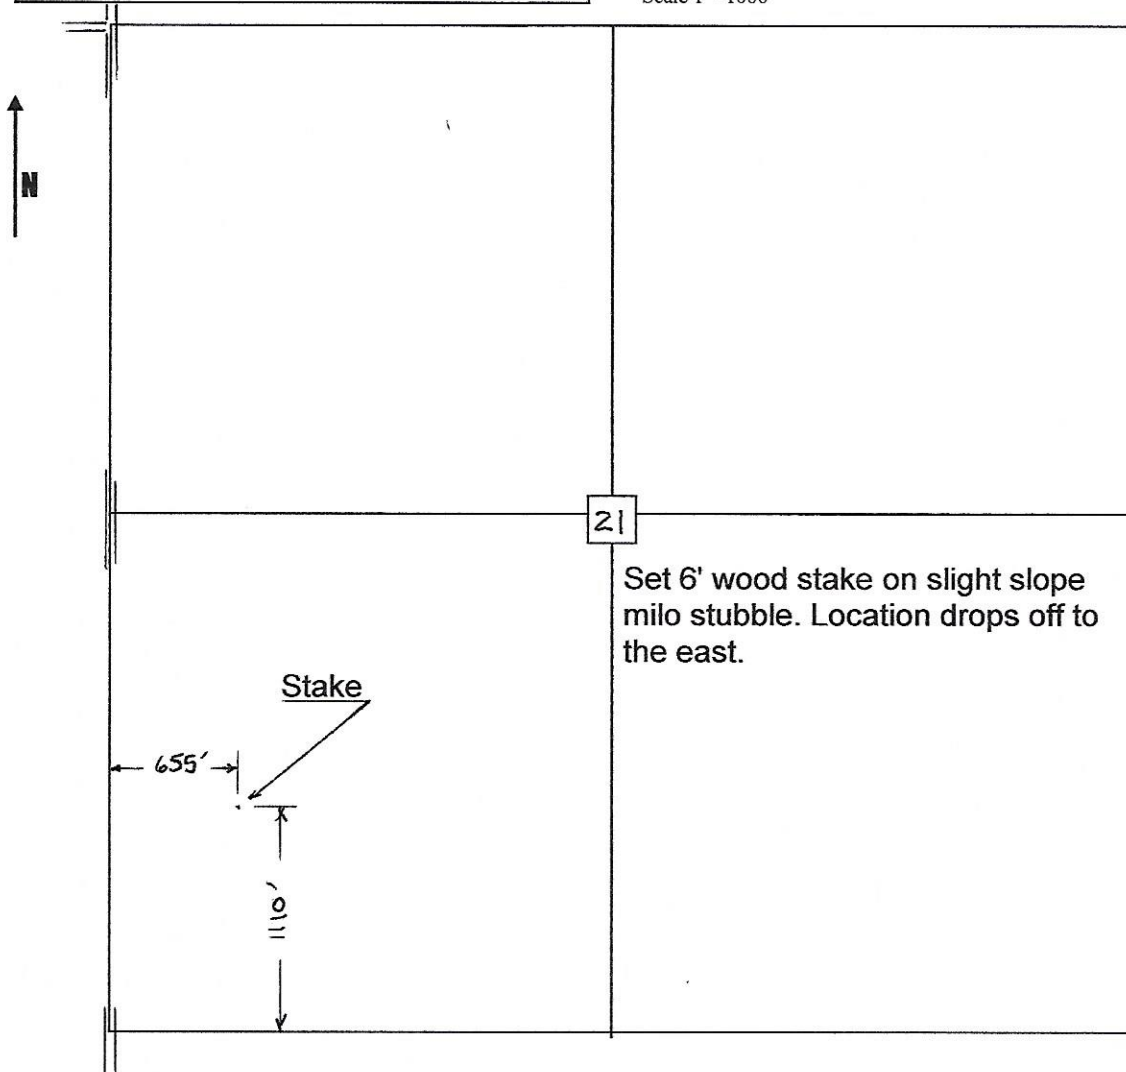 N
21
Set 6' wood stake on slight slope
milo stubble. Location drops off to
the east.
Stake
655'
1110'